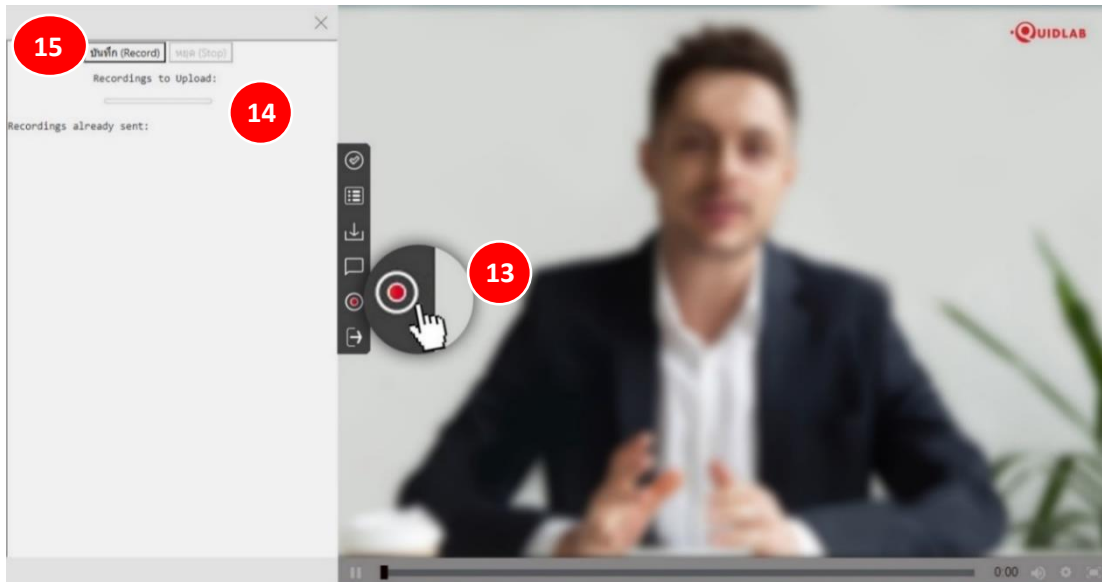 15
บันทึก (Record) หยุด (Stop)
Recordings to Upload:
14
Recordings already sent:
13
QUIDLAB
0:00